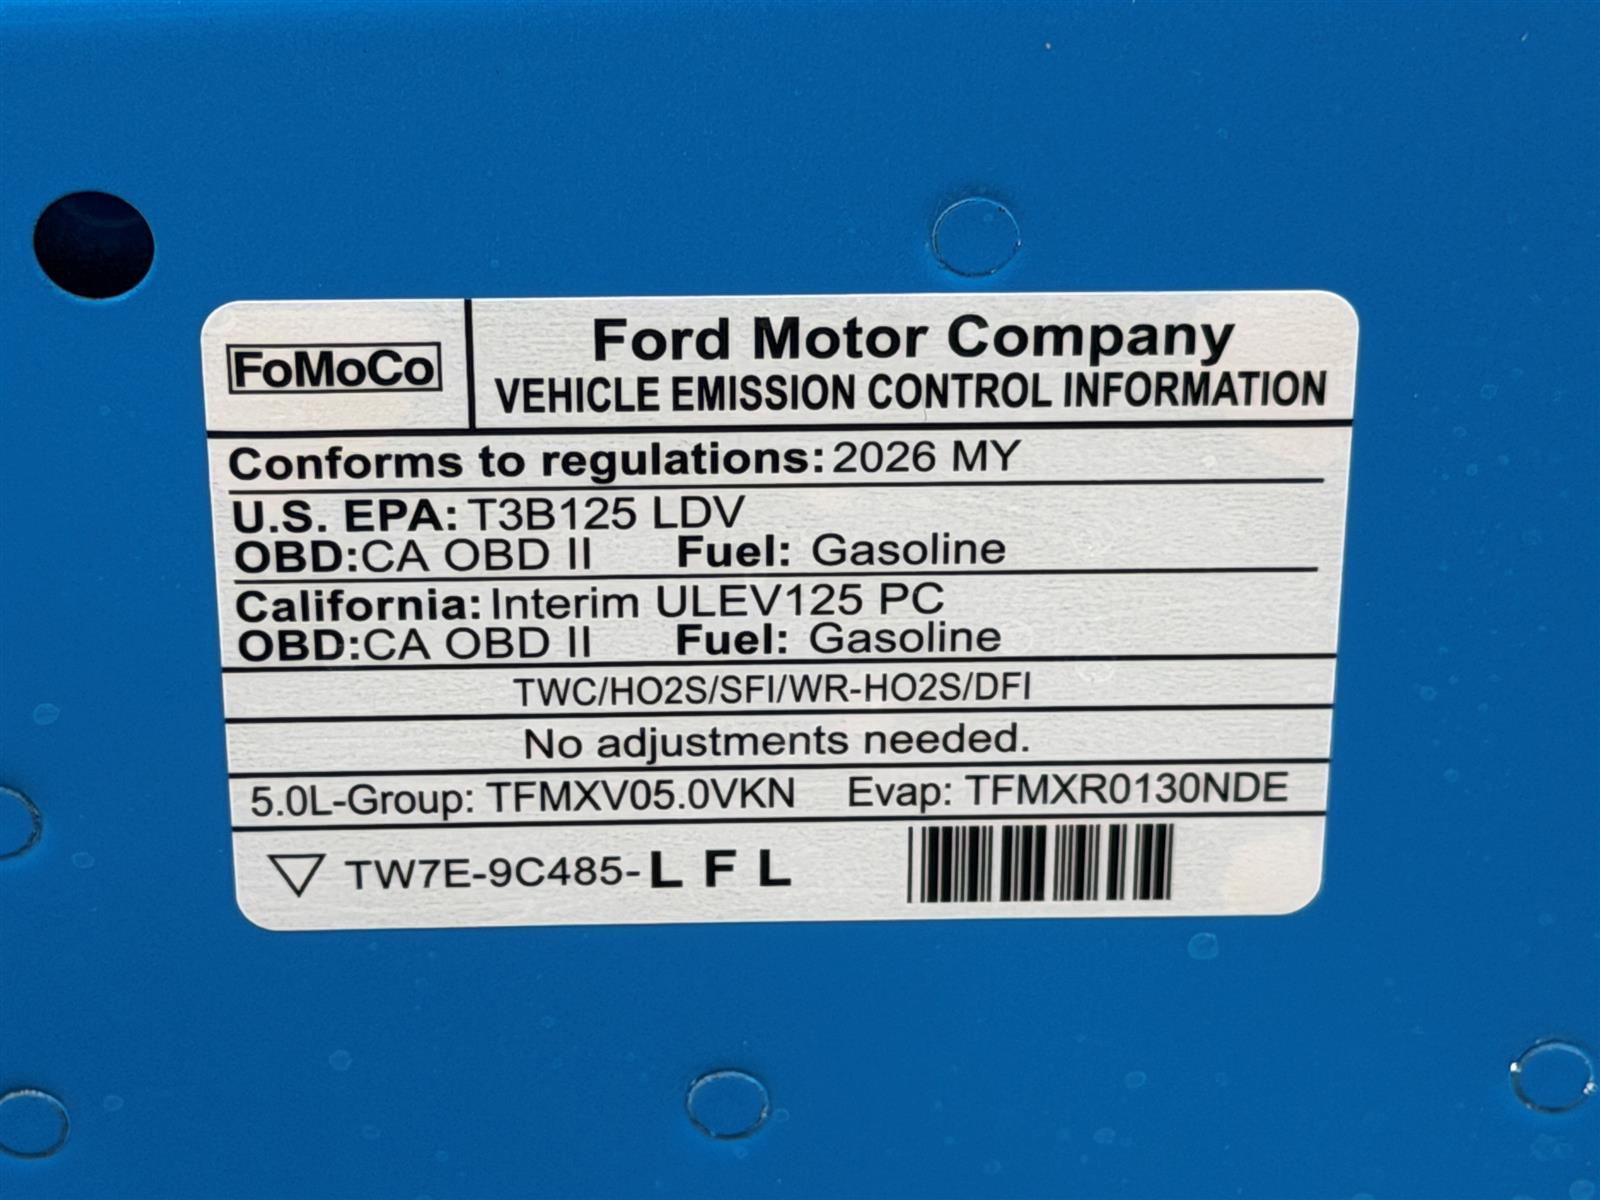 FoMoCo
Ford Motor Company
VEHICLE EMISSION CONTROL INFORMATION
Conforms to regulations: 2026 MY
U.S. EPA: T3B125 LDV
OBD: CA OBD II Fuel: Gasoline
California: Interim ULEV125 PC
OBD: CA OBD II Fuel: Gasoline
TWC/HO2S/SFI/WR-HO2S/DFI
No adjustments needed.
5.0L-Group: TFMXV05.0VKN Evap: TFMXR0130NDE
TW7E-9C485-L F L